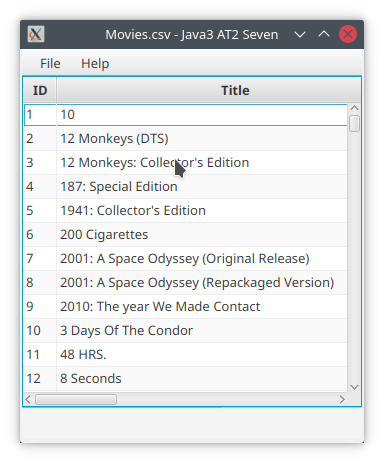 Movies.csv - Java3 AT2 Seven
File Help
ID Title
1 10
2 12 Monkeys (DTS)
3 12 Monkeys: Collector's Edition
4 187: Special Edition
5 1941: Collector's Edition
6 200 Cigarettes
7 2001: A Space Odyssey (Original Release)
8 2001: A Space Odyssey (Repackaged Version)
9 2010: The year We Made Contact
10 3 Days Of The Condor
11 48 HRS.
12 8 Seconds